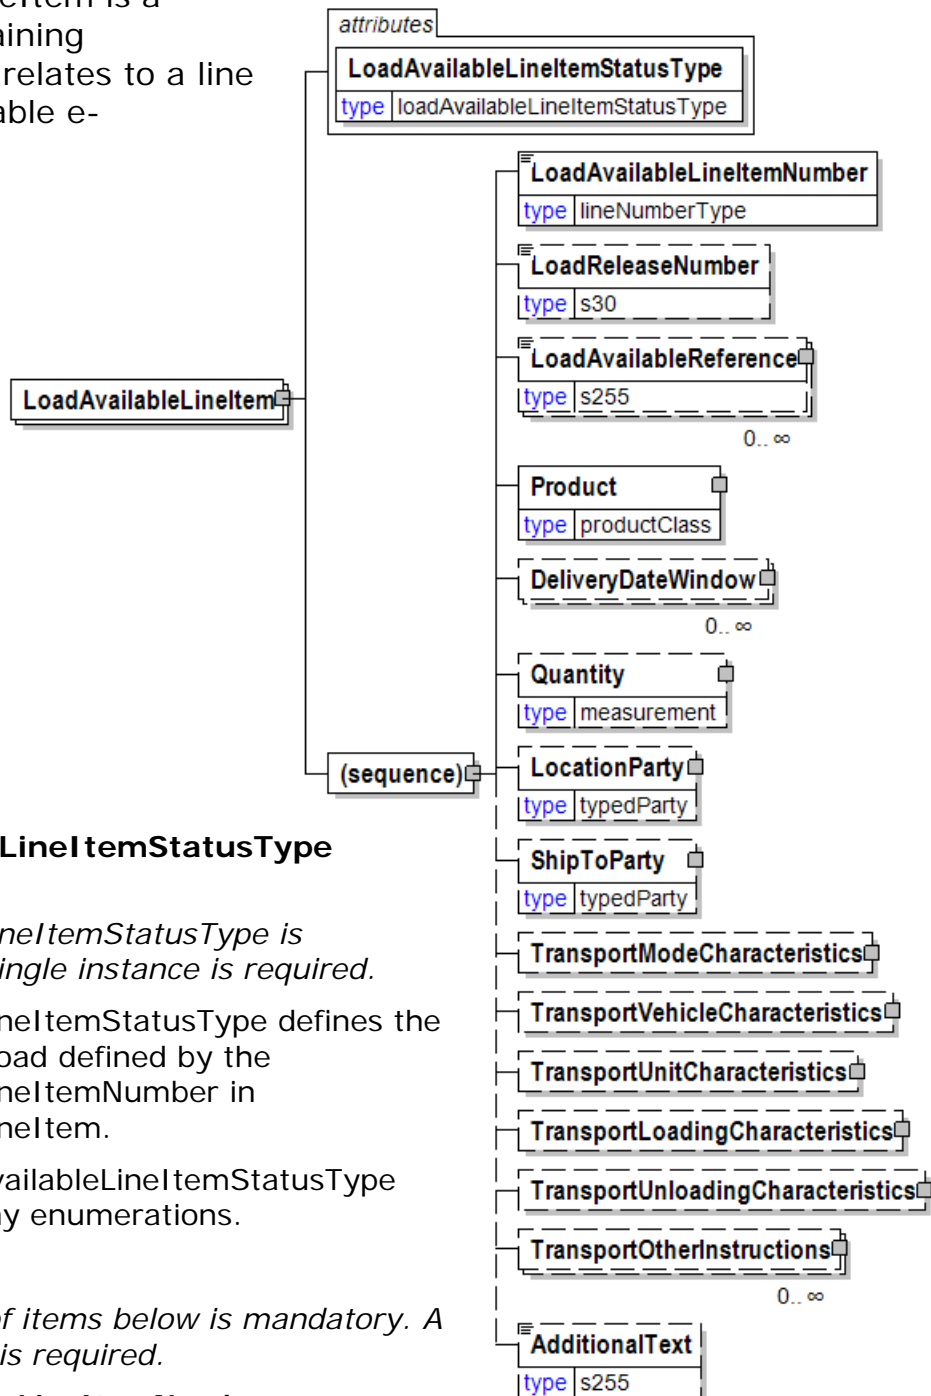 aining
relates to a line
able e-
attributes
LoadAvailableLineItemStatusType
type loadAvailableLineItemStatusType
LoadAvailableLineItemNumber
type lineNumberType
LoadReleaseNumber
type s30
LoadAvailableReference
type s255
0.. ∞
LoadAvailableLineItem
Product
type productClass
DeliveryDateWindow
0.. ∞
Quantity
type measurement
(sequence)
LocationParty
type typedParty
ShipToParty
type typedParty
TransportModeCharacteristics
TransportVehicleCharacteristics
TransportUnitCharacteristics
TransportLoadingCharacteristics
TransportUnloadingCharacteristics
TransportOtherInstructions
0.. ∞
AdditionalText
type s255
LineItemStatusType
neItemStatusType is
ingle instance is required.
neItemStatusType defines the
oad defined by the
neItemNumber in
neItem.
vailableLineItemStatusType
ny enumerations.
f items below is mandatory. A
is required.